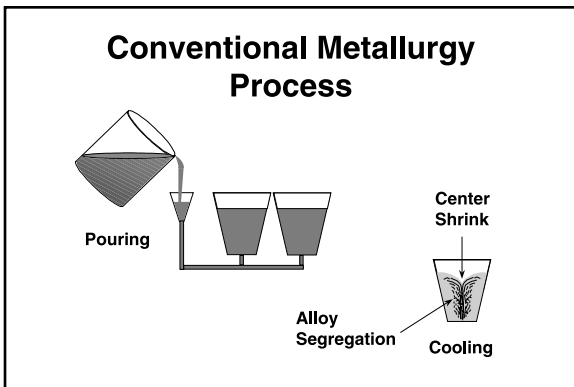 Conventional Metallurgy
Process
Pouring
Center
Shrink
Alloy
Segregation
Cooling